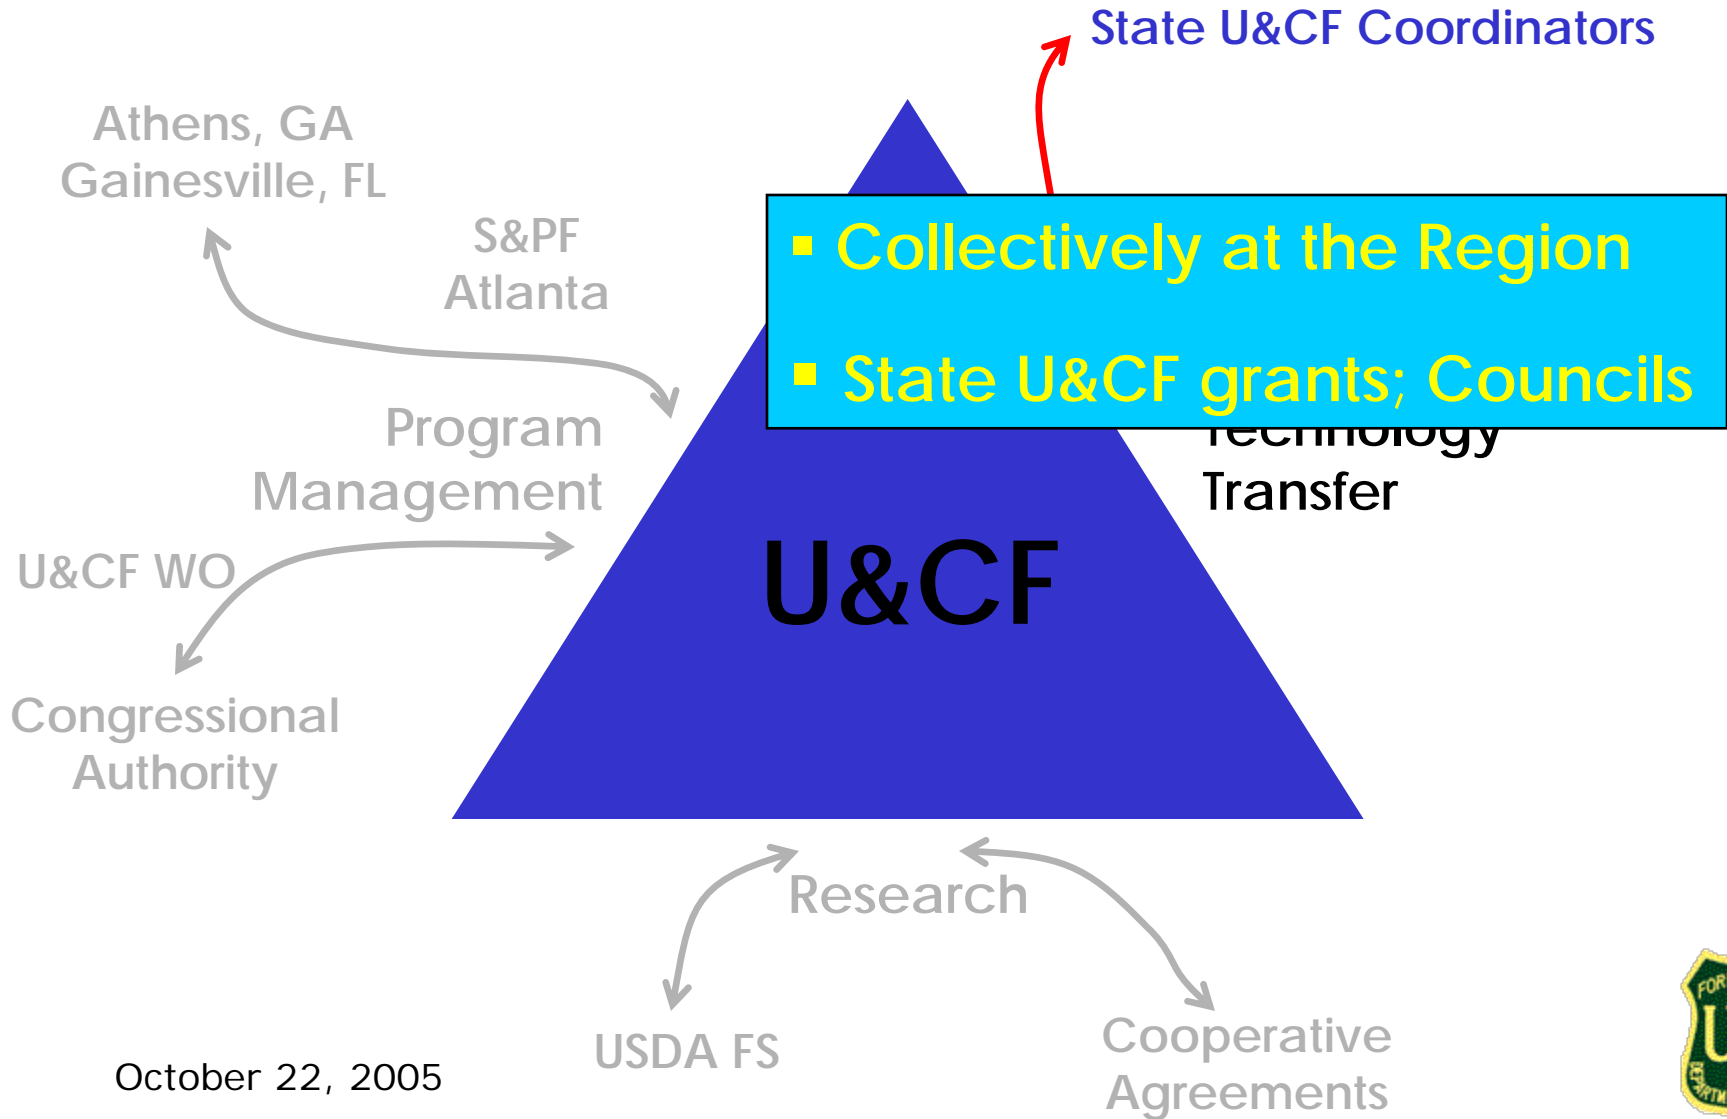 State U&CF Coordinators
Athens, GA
Gainesville, FL
S&PF
Atlanta
▪ Collectively at the Region
▪ State U&CF grants; Councils
Program
Management
Technology
Transfer
U&CF
U&CF WO
Congressional
Authority
Research
USDA FS
Cooperative
Agreements
October 22, 2005